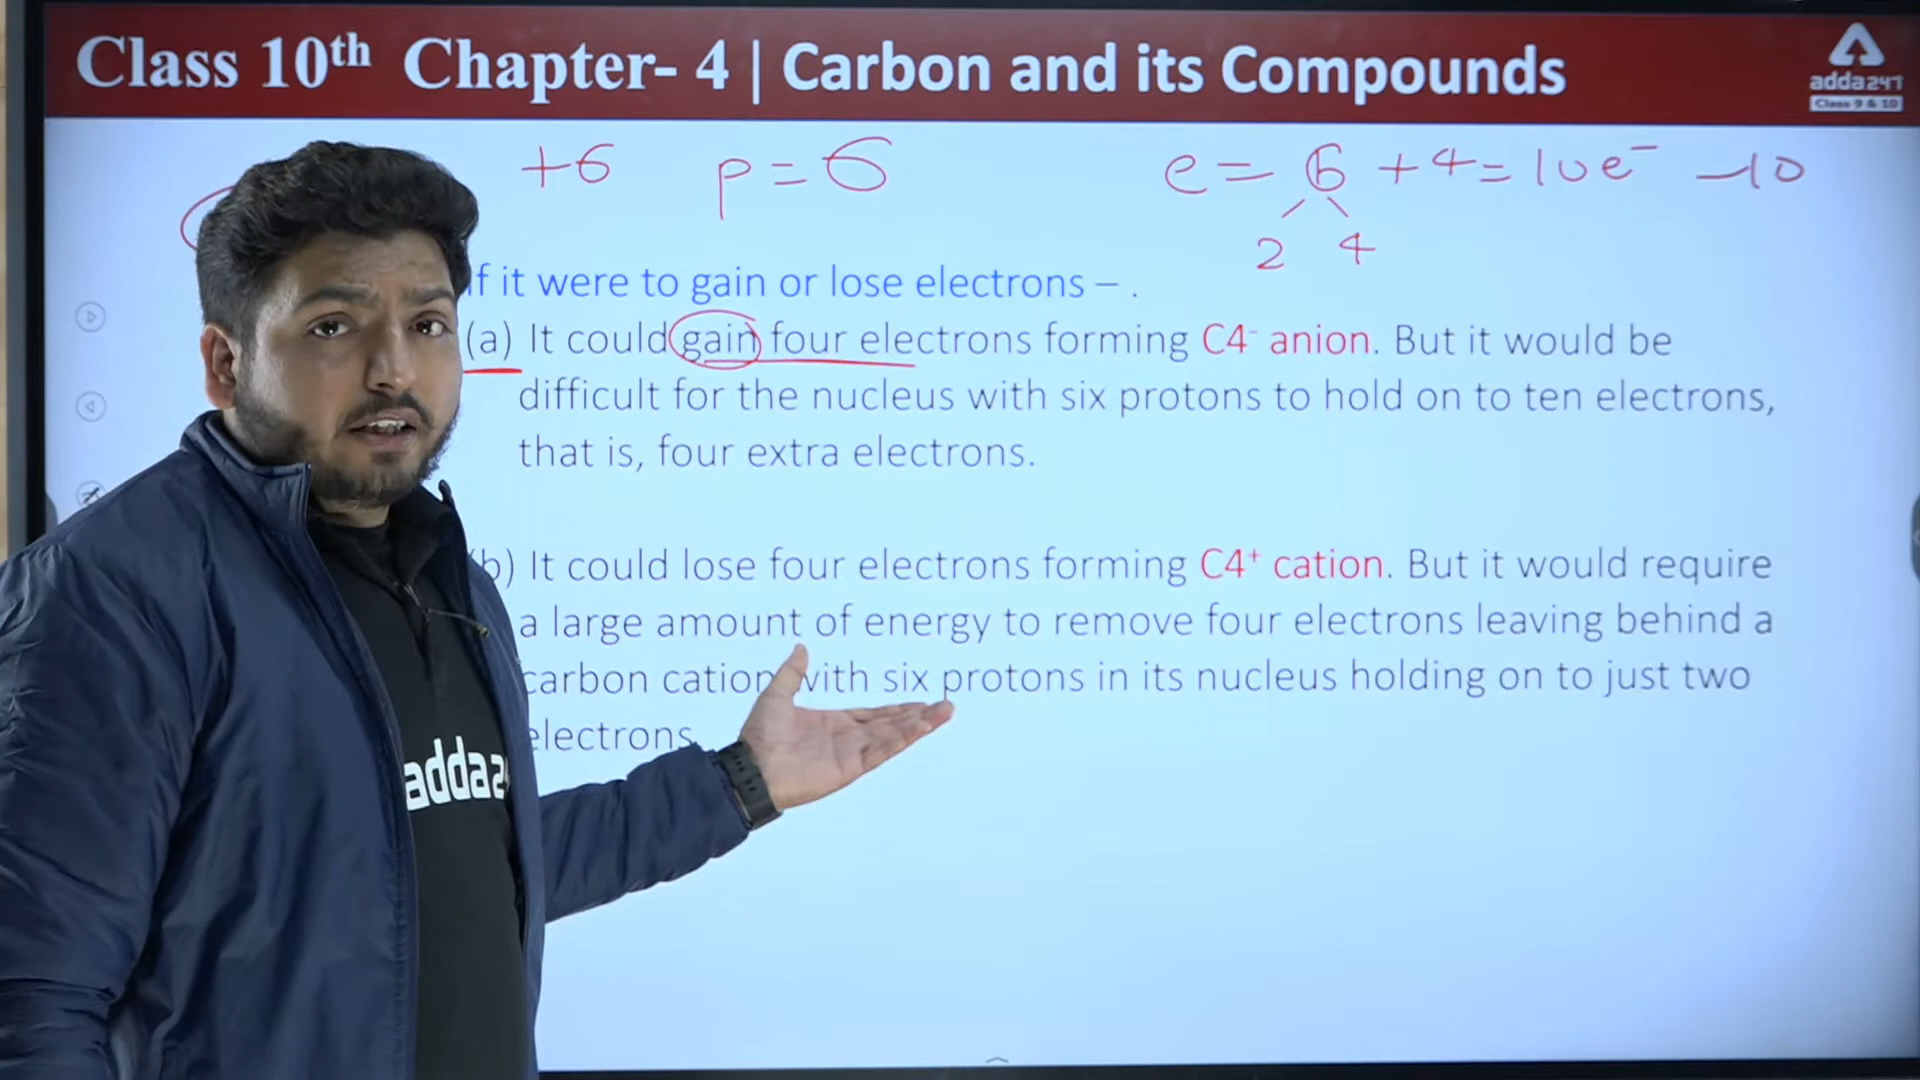 Class 10th Chapter- 4 | Carbon and its Compounds
adda247
Class 9 & 10
+6 p = 6 e = 6 + 4 = 10e⁻ -10
2 4
If it were to gain or lose electrons – .
(a) It could gain four electrons forming C4⁻ anion. But it would be
difficult for the nucleus with six protons to hold on to ten electrons,
that is, four extra electrons.
(b) It could lose four electrons forming C4⁺ cation. But it would require
a large amount of energy to remove four electrons leaving behind a
carbon cation with six protons in its nucleus holding on to just two
electrons.
adda2